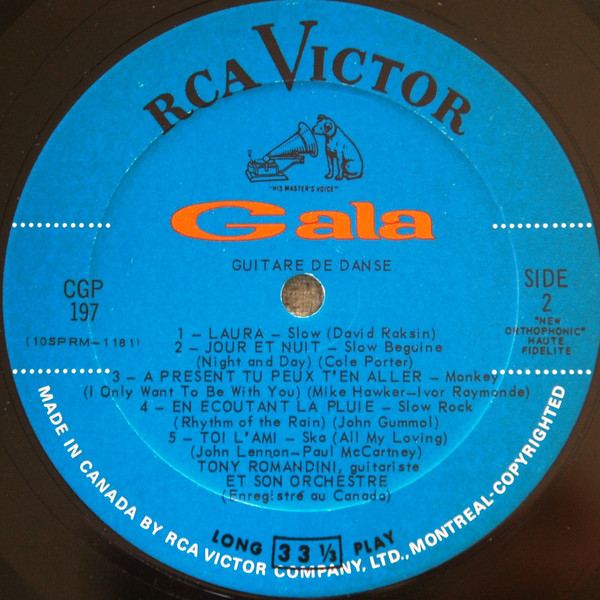 RCA VICTOR
"HIS MASTER'S VOICE"
Gala
GUITARE DE DANSE
CGP
197
(10SPRM-1181)
SIDE
2
"NEW
ORTHOPHONIC"
HAUTE
FIDELITE
1 – LAURA – Slow (David Raksin)
2 – JOUR ET NUIT – Slow Beguine
(Night and Day) (Cole Porter)
3 – A PRESENT TU PEUX T'EN ALLER – Monkey
(I Only Want To Be With You) (Mike Hawker–Ivor Raymonde)
4 – EN ECOUTANT LA PLUIE – Slow Rock
(Rhythm of the Rain) (John Gummol)
5 – TOI L'AMI – Ska (All My Loving)
(John Lennon–Paul McCartney)
TONY ROMANDINI, guitariste
ET SON ORCHESTRE
(Enregistré au Canada)
LONG 33 1/3 PLAY
MADE IN CANADA BY RCA VICTOR COMPANY, LTD., MONTREAL-COPYRIGHTED